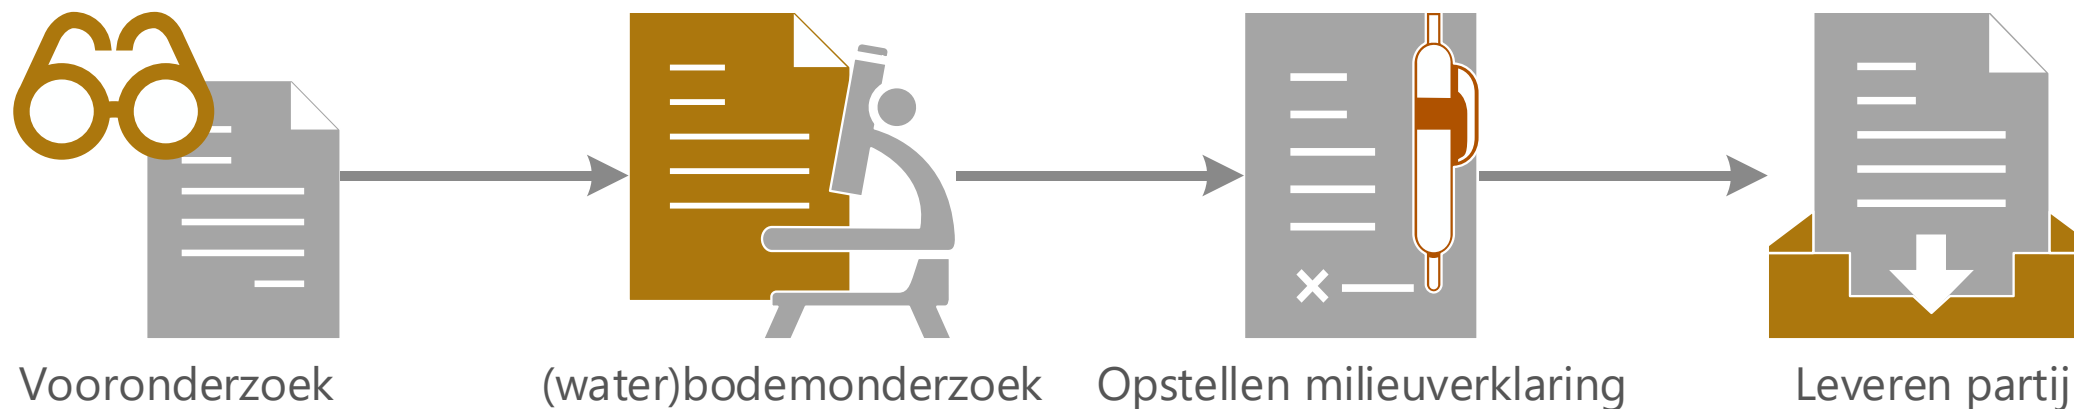 Vooronderzoek
(water)bodemonderzoek
Opstellen milieuverklaring
Leveren partij